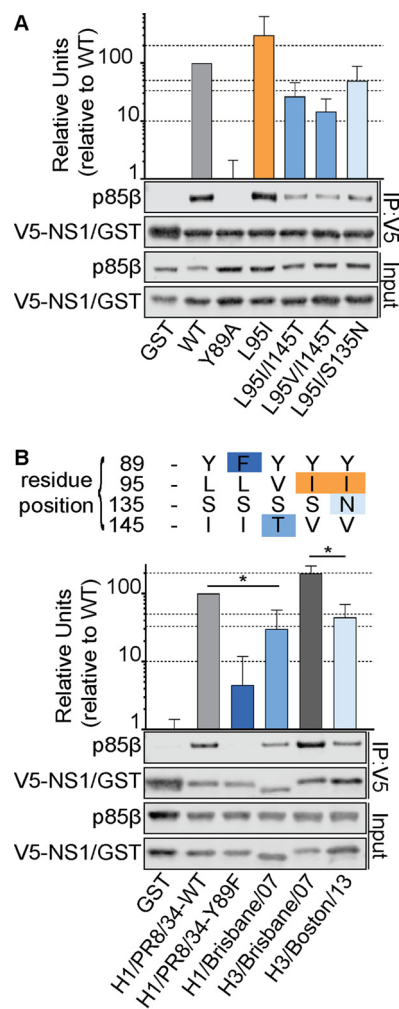 A
Relative Units
(relative to WT)
100
10
1
p85β
V5-NS1/GST
IP:V5
p85β
V5-NS1/GST
Input
GST
WT
Y89A
L95I
L95I/I145T
L95V/I145T
L95I/S135N
B
residue
position
89 - Y F Y Y Y
95 - L L V I I
135 - S S S S N
145 - I I T V V
Relative Units
(relative to WT)
100
10
1
*
*
p85β
V5-NS1/GST
IP:V5
p85β
V5-NS1/GST
Input
GST
H1/PR8/34-WT
H1/PR8/34-Y89F
H1/Brisbane/07
H3/Brisbane/07
H3/Boston/13